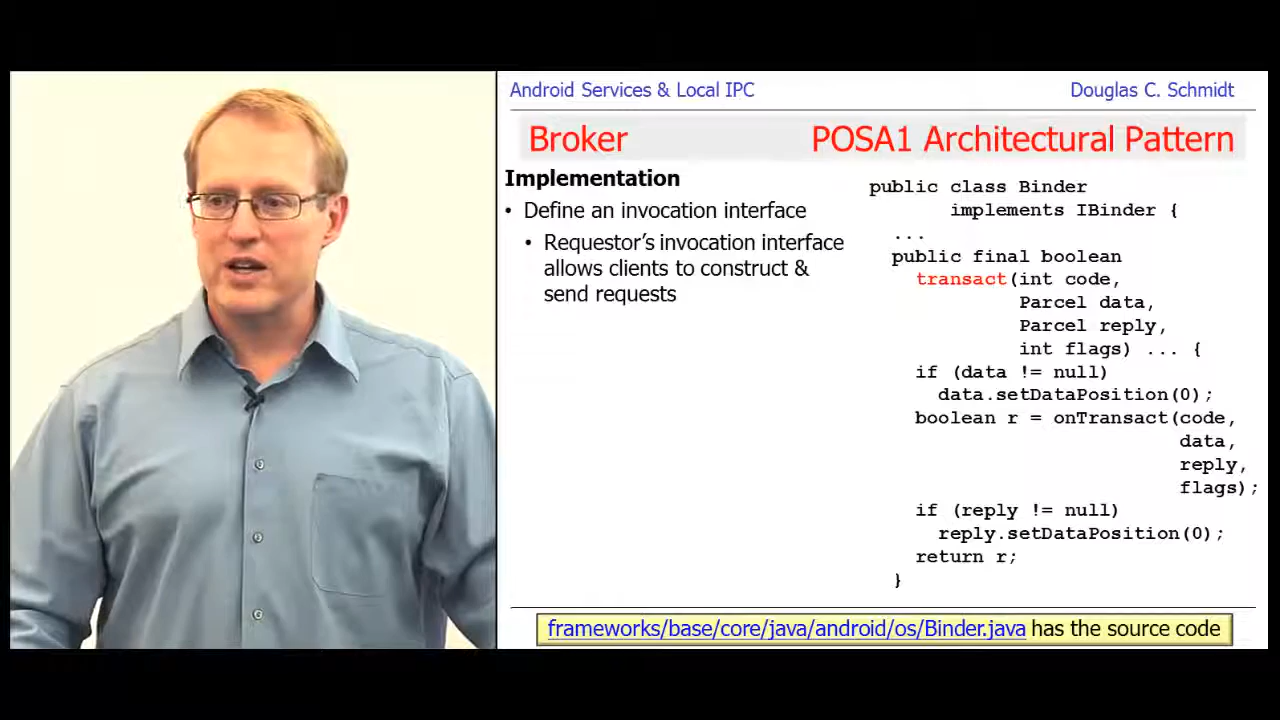 Android Services & Local IPC
Douglas C. Schmidt
Broker
POSA1 Architectural Pattern
Implementation
• Define an invocation interface
• Requestor's invocation interface
allows clients to construct &
send requests
public class Binder
implements IBinder {
...
public final boolean
transact(int code,
Parcel data,
Parcel reply,
int flags) ... {
if (data != null)
data.setDataPosition(0);
boolean r = onTransact(code,
data,
reply,
flags);
if (reply != null)
reply.setDataPosition(0);
return r;
}
frameworks/base/core/java/android/os/Binder.java has the source code